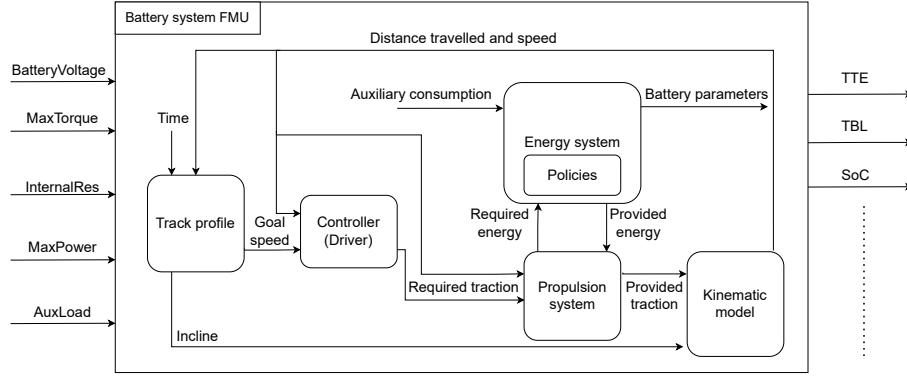 Battery system FMU
Distance travelled and speed
BatteryVoltage
MaxTorque
InternalRes
MaxPower
AuxLoad
Time
Track profile
Goal
speed
Controller
(Driver)
Auxiliary consumption
Energy system
Policies
Battery parameters
Required
energy
Provided
energy
Required traction
Propulsion
system
Provided
traction
Kinematic
model
Incline
TTE
TBL
SoC